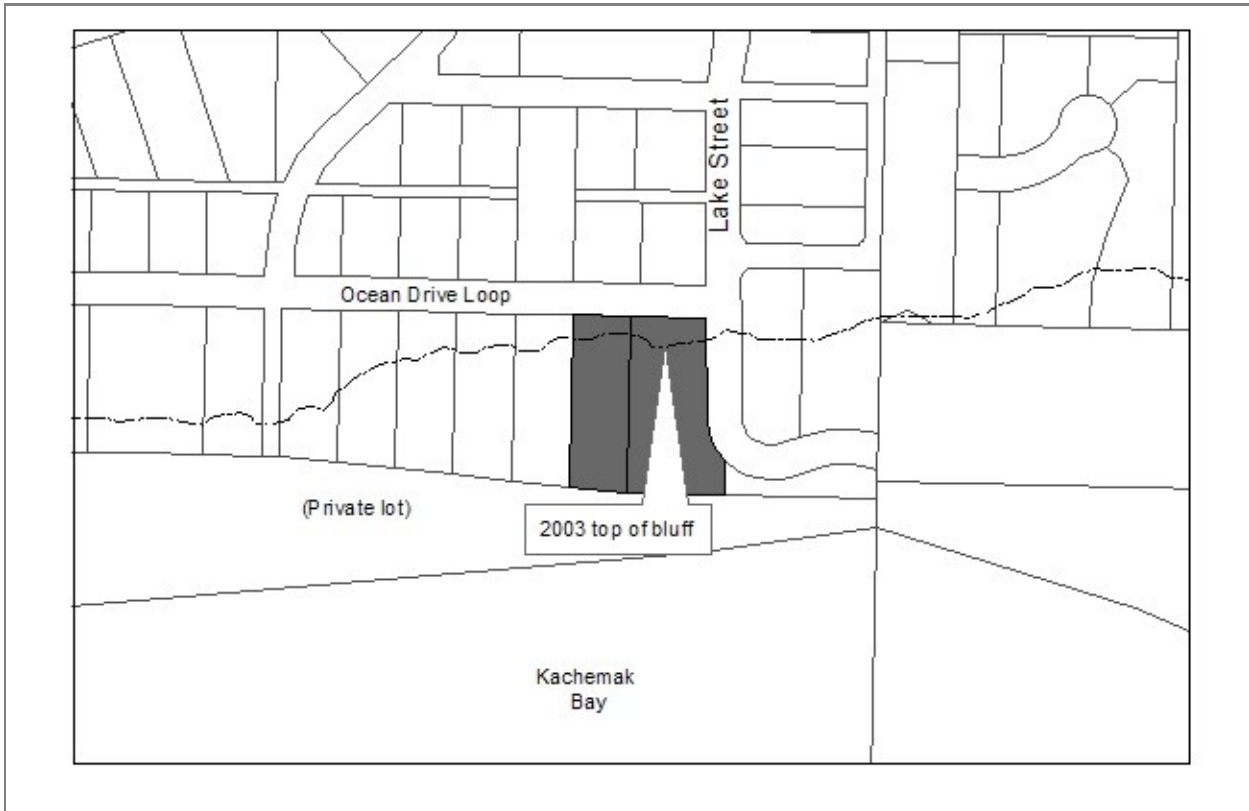 Lake Street
Ocean Drive Loop
(Private lot)
2003 top of bluff
Kachemak
Bay